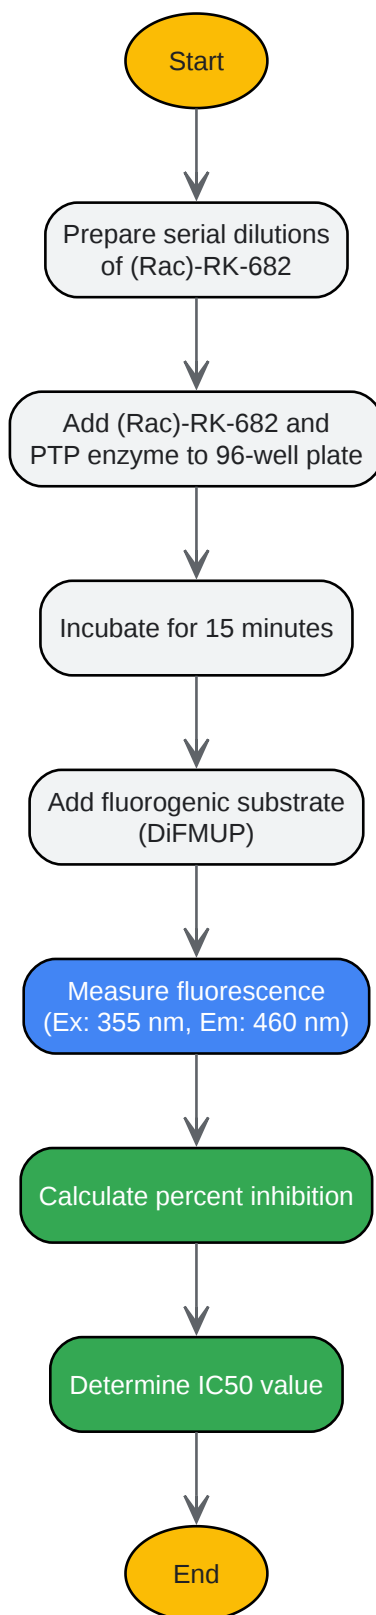 Start
Prepare serial dilutions
of (Rac)-RK-682
Add (Rac)-RK-682 and
PTP enzyme to 96-well plate
Incubate for 15 minutes
Add fluorogenic substrate
(DiFMUP)
Measure fluorescence
(Ex: 355 nm, Em: 460 nm)
Calculate percent inhibition
Determine IC50 value
End